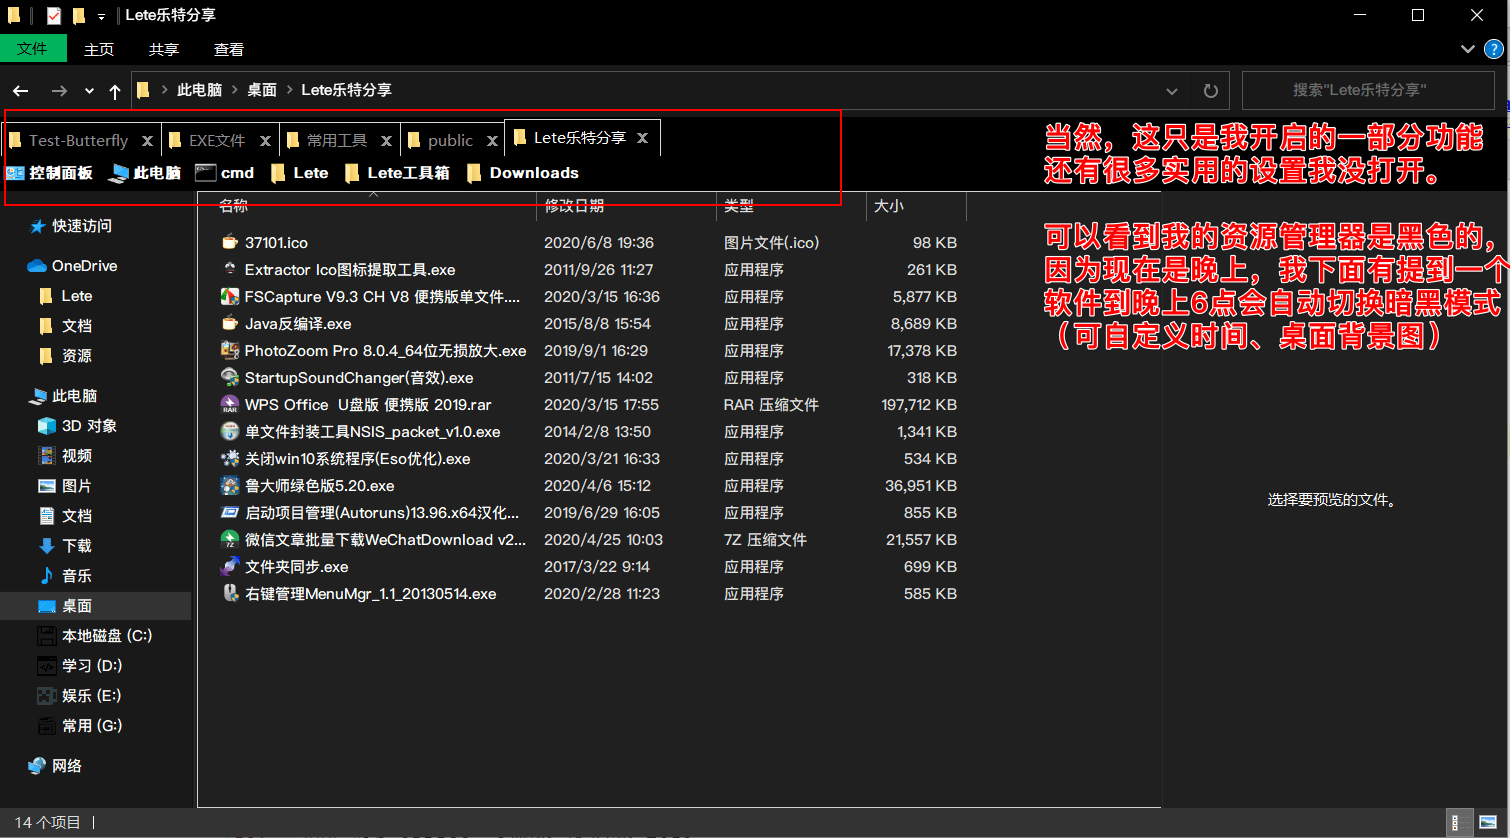 Lete乐特分享
文件 主页 共享 查看
此电脑 桌面 Lete乐特分享
搜索"Lete乐特分享"
Test-Butterfly EXE文件 常用工具 public Lete乐特分享
控制面板 此电脑 cmd Lete Lete工具箱 Downloads
当然，这只是我开启的一部分功能
还有很多实用的设置我没打开。
可以看到我的资源管理器是黑色的，
因为现在是晚上，我下面有提到一个
软件到晚上6点会自动切换暗黑模式
（可自定义时间、桌面背景图）
快速访问
OneDrive
Lete
文档
资源
此电脑
3D 对象
视频
图片
文档
下载
音乐
桌面
本地磁盘 (C:)
学习 (D:)
娱乐 (E:)
常用 (G:)
网络
名称 修改日期 类型 大小
37101.ico 2020/6/8 19:36 图片文件(.ico) 98 KB
Extractor Ico图标提取工具.exe 2011/9/26 11:27 应用程序 261 KB
FSCapture V9.3 CH V8 便携版单文件.... 2020/3/15 16:36 应用程序 5,877 KB
Java反编译.exe 2015/8/8 15:54 应用程序 8,689 KB
PhotoZoom Pro 8.0.4_64位无损放大.exe 2019/9/1 16:29 应用程序 17,378 KB
StartupSoundChanger(音效).exe 2011/7/15 14:02 应用程序 318 KB
WPS Office  U盘版 便携版 2019.rar 2020/3/15 17:55 RAR 压缩文件 197,712 KB
单文件封装工具NSIS_packet_v1.0.exe 2014/2/8 13:50 应用程序 1,341 KB
关闭win10系统程序(Eso优化).exe 2020/3/21 16:33 应用程序 534 KB
鲁大师绿色版5.20.exe 2020/4/6 15:12 应用程序 36,951 KB
启动项目管理(Autoruns)13.96.x64汉化... 2019/6/29 16:05 应用程序 855 KB
微信文章批量下载WeChatDownload v2... 2020/4/25 10:03 7Z 压缩文件 21,557 KB
文件夹同步.exe 2017/3/22 9:14 应用程序 699 KB
右键管理MenuMgr_1.1_20130514.exe 2020/2/28 11:23 应用程序 585 KB
选择要预览的文件。
14 个项目